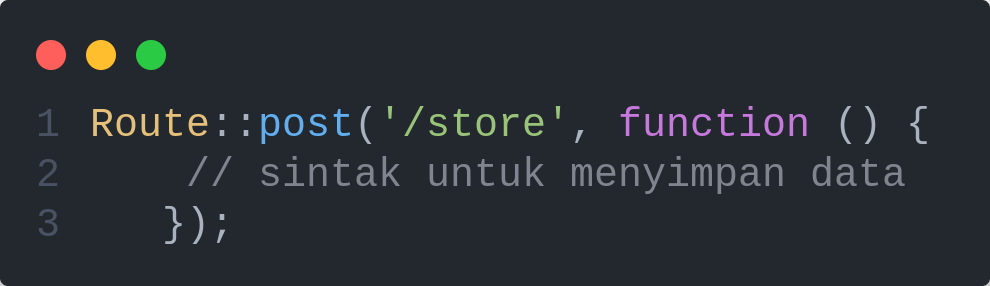 1 Route::post('/store', function () {
2     // sintak untuk menyimpan data
3    });